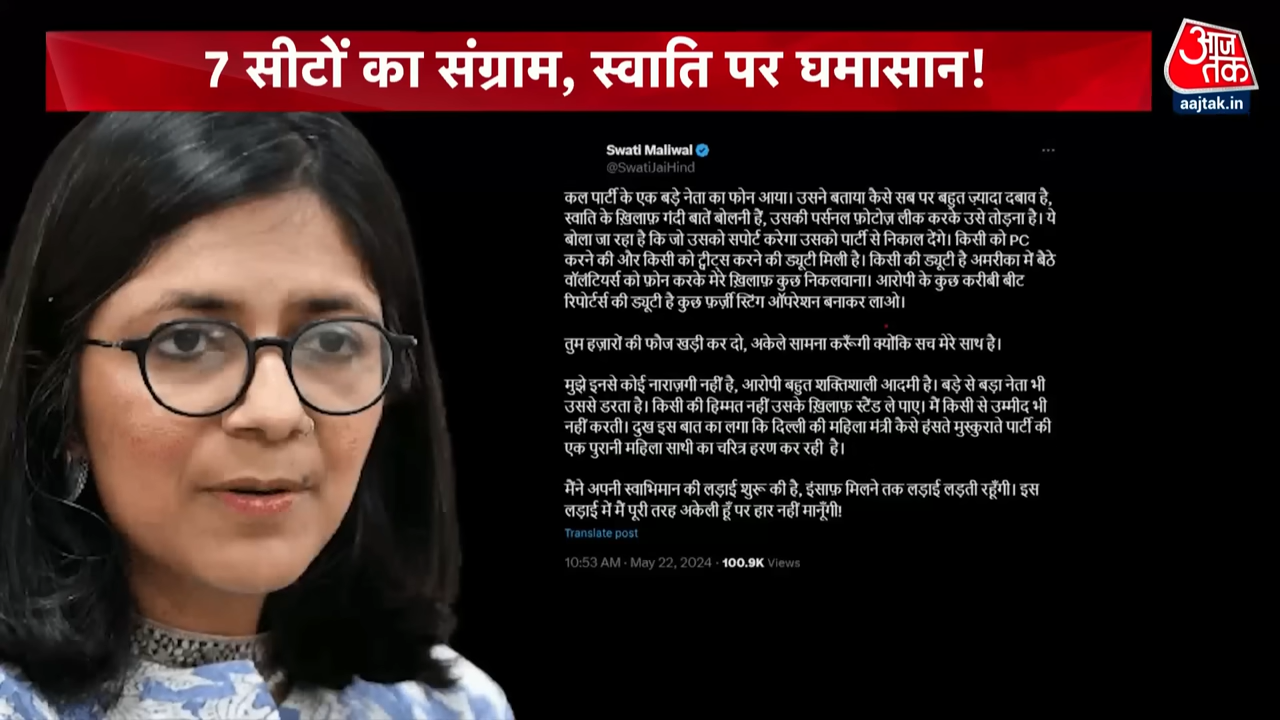 7 सीटों का संग्राम, स्वाति पर घमासान!
आज
तक
aajtak.in
Swati Maliwal
@SwatiJaiHind
कल पार्टी के एक बड़े नेता का फोन आया। उसने बताया कैसे सब पर बहुत ज़्यादा दबाव है,
स्वाति के ख़िलाफ़ गंदी बातें बोलनी हैं, उसकी पर्सनल फ़ोटोज़ लीक करके उसे तोड़ना है। ये
बोला जा रहा है कि जो उसको सपोर्ट करेगा उसको पार्टी से निकाल देंगे। किसी को PC
करने की और किसी को ट्वीट्स करने की ड्यूटी मिली है। किसी की ड्यूटी है अमरीका में बैठे
वॉलंटियर्स को फ़ोन करके मेरे ख़िलाफ़ कुछ निकलवाना। आरोपी के कुछ करीबी बीट
रिपोर्टर्स की ड्यूटी है कुछ फ़र्ज़ी स्टिंग ऑपरेशन बनाकर लाओ।
तुम हज़ारों की फौज खड़ी कर दो, अकेले सामना करूँगी क्योंकि सच मेरे साथ है।
मुझे इनसे कोई नाराज़गी नहीं है, आरोपी बहुत शक्तिशाली आदमी है। बड़े से बड़ा नेता भी
उससे डरता है। किसी की हिम्मत नहीं उसके ख़िलाफ़ स्टैंड ले पाए। मैं किसी से उम्मीद भी
नहीं करती। दुख इस बात का लगा कि दिल्ली की महिला मंत्री कैसे हंसते मुस्कुराते पार्टी की
एक पुरानी महिला साथी का चरित्र हरण कर रही है।
मैंने अपनी स्वाभिमान की लड़ाई शुरू की है, इंसाफ़ मिलने तक लड़ाई लड़ती रहूँगी। इस
लड़ाई में मैं पूरी तरह अकेली हूँ पर हार नहीं मानूँगी!
Translate post
10:53 AM · May 22, 2024 · 100.9K Views